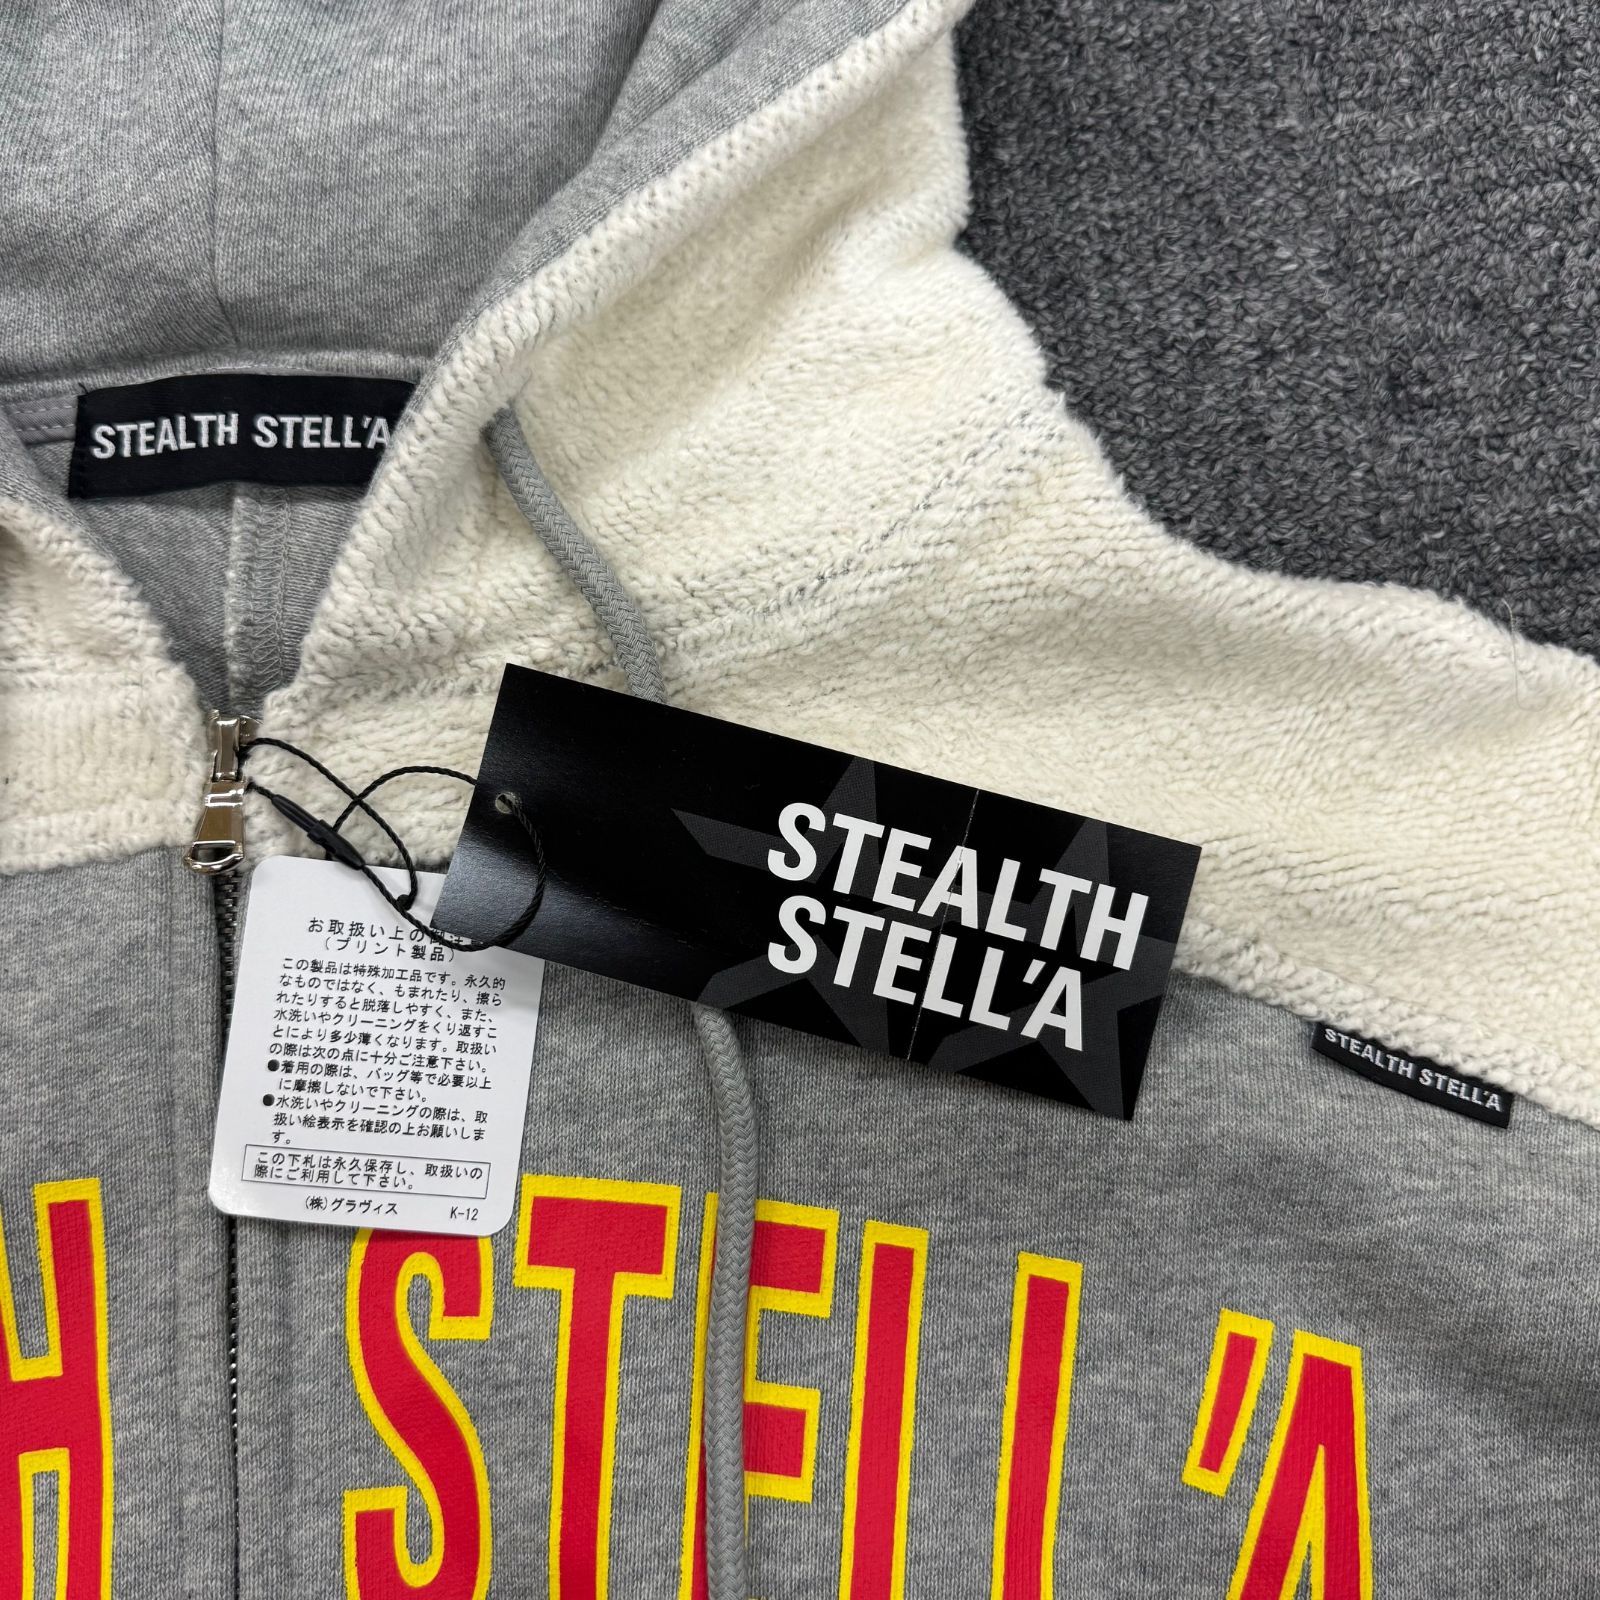 STEALTH STELL'A
STEALTH
STELL'A
STEALTH STELL'A
お取扱い上の
（プリント製品）
この製品は特殊加工品です。永久的
なものではなく、もまれたり、擦ら
れたりすると脱落しやすく、また、
水洗いやクリーニングをくり返すこ
とにより多少薄くなります。取扱い
の際は次の点に十分ご注意下さい。
●着用の際は、バッグ等で必要以上
に摩擦しないで下さい。
●水洗いやクリーニングの際は、取
扱い絵表示を確認の上お願いしま
す。
この下札は永久保存し、取扱いの
際にご利用して下さい。
（株）グラヴィス K-12
H STELL'A